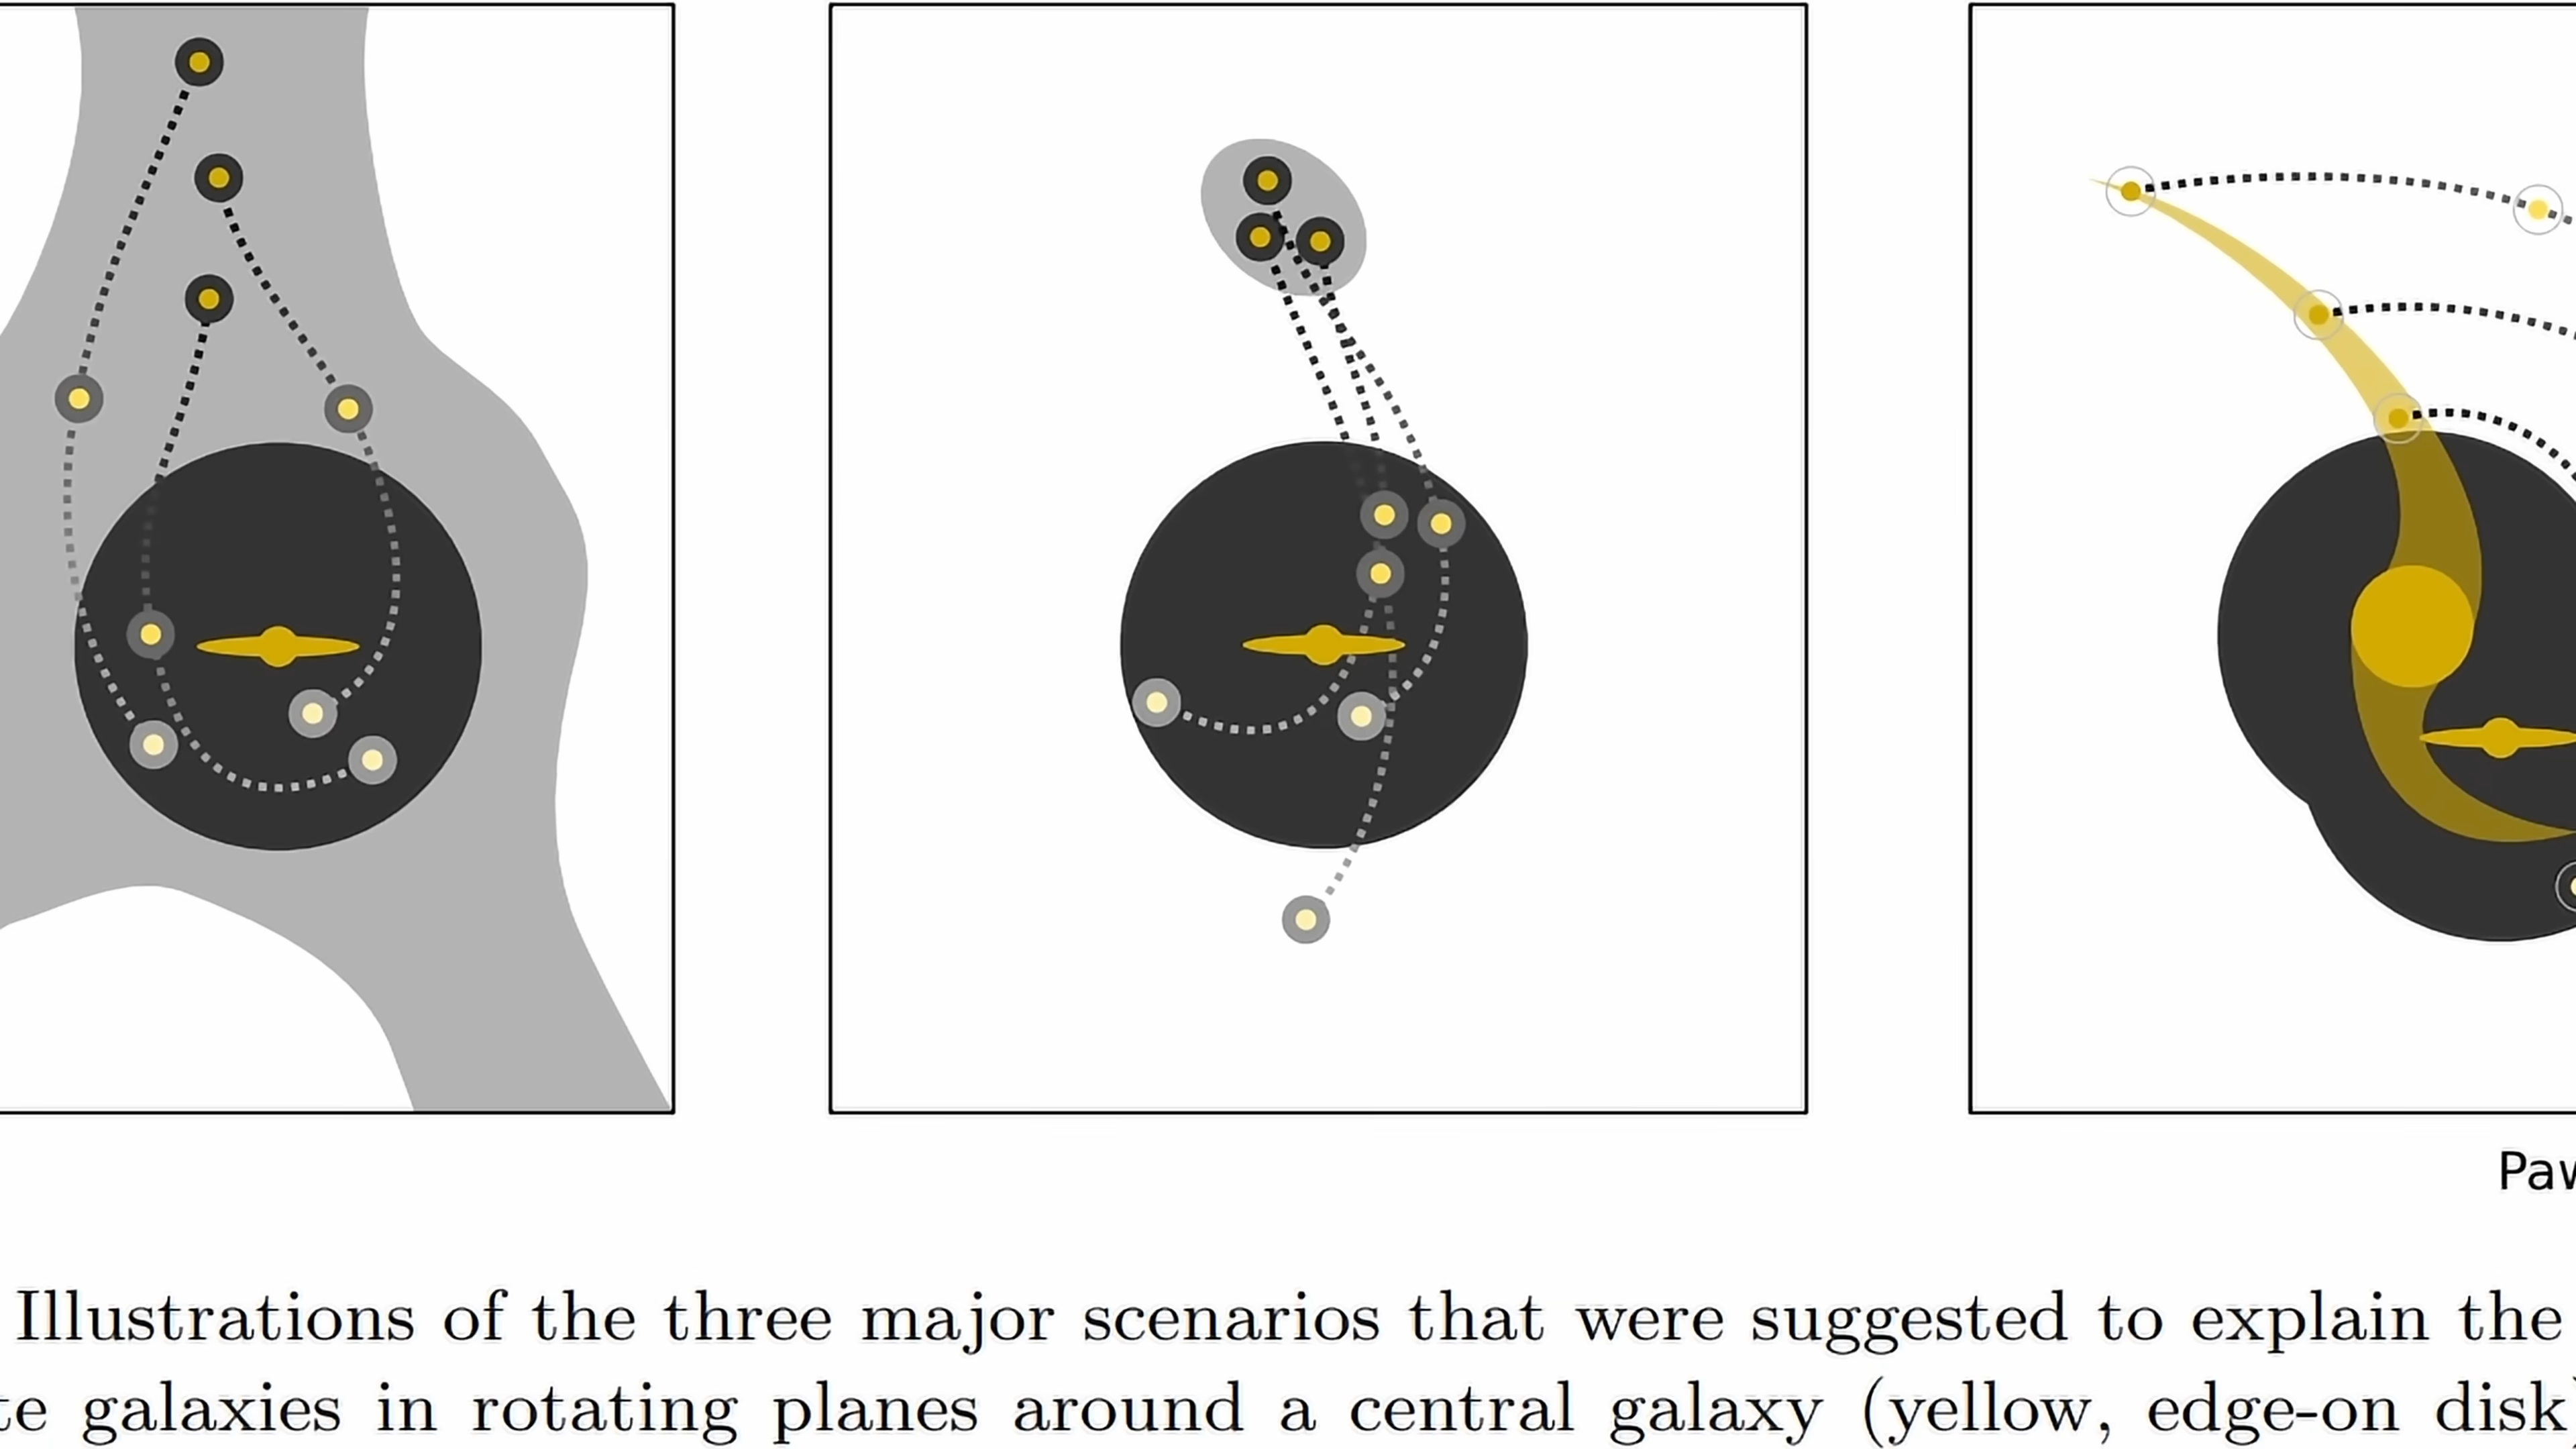 Paw
Illustrations of the three major scenarios that were suggested to explain the
te galaxies in rotating planes around a central galaxy (yellow, edge-on disk)